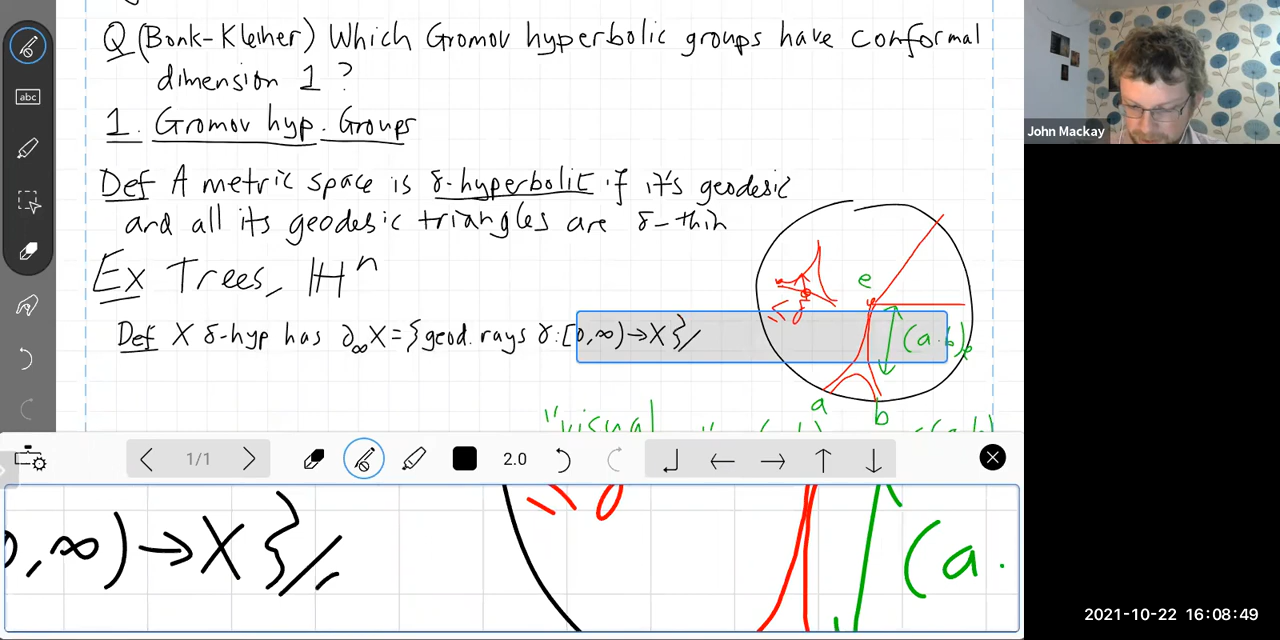 Q (Bonk-Kleiner) Which Gromov hyperbolic groups have conformal
dimension 1 ?
1. Gromov hyp. Groups
Def A metric space is δ-hyperbolic if it's geodesic
and all its geodesic triangles are δ-thin
Ex Trees, ℍⁿ
Def X δ-hyp has ∂∞X = {geod. rays γ:[0,∞)→X}/
≤ δ
e
(a·b)e
a
b
"visual
abc
1/1
2.0
,∞)→X}/~
(a.
John Mackay
2021-10-22 16:08:49